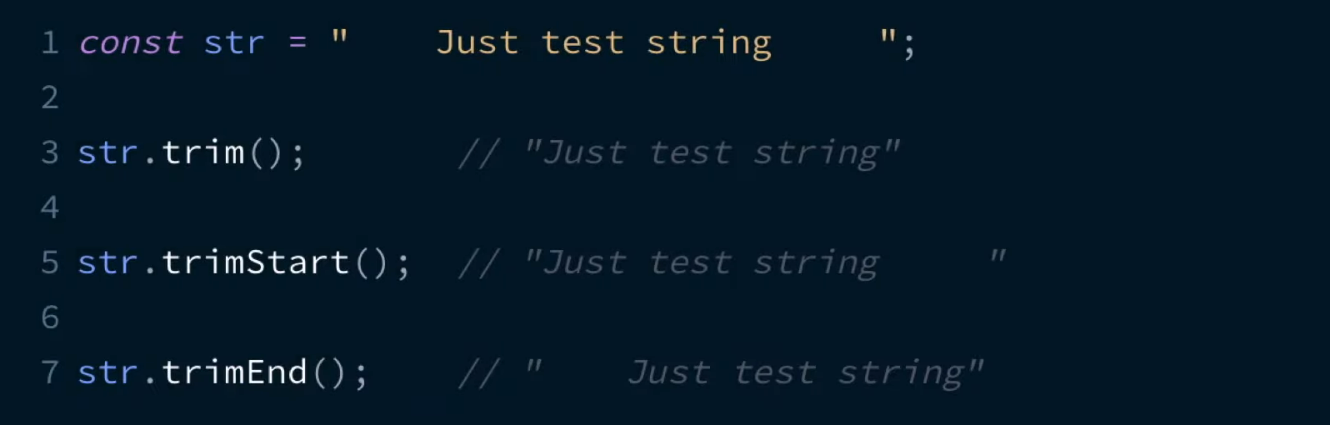 1 const str = "    Just test string     ";
2
3 str.trim();       // "Just test string"
4
5 str.trimStart();  // "Just test string     "
6
7 str.trimEnd();    // "    Just test string"